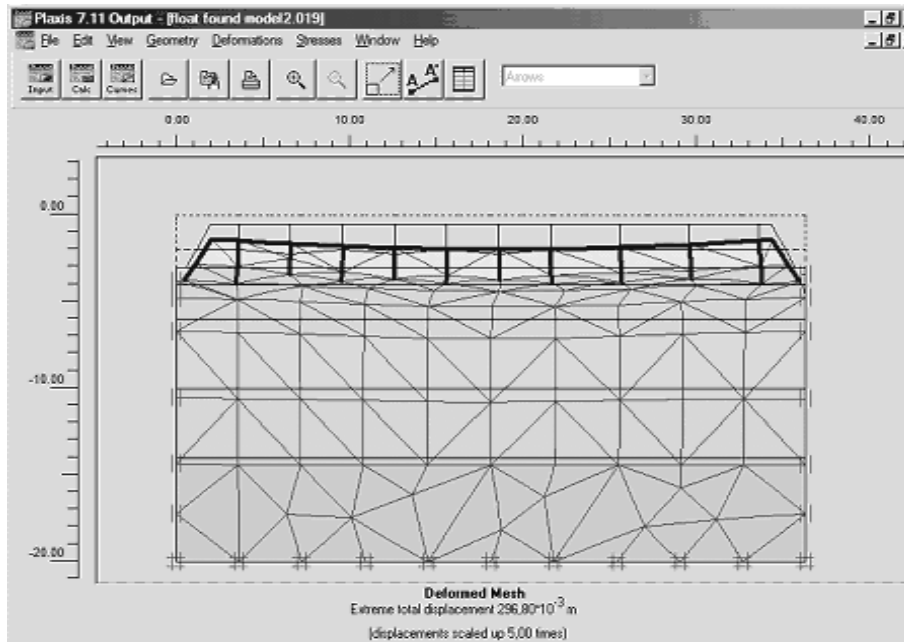 Plaxis 7.11 Output - [float found model2.019]
File Edit View Geometry Deformations Stresses Window Help
Input Calc Curves A A* Arrows
0.00 10.00 20.00 30.00 40.00
0.00
-10.00
-20.00
Deformed Mesh
Extreme total displacement 296,80*10-3 m
(displacements scaled up 5,00 times)